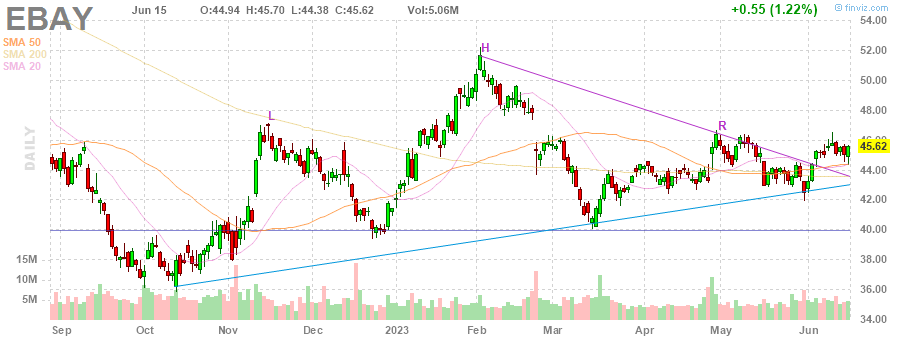 EBAY Jun 15 O:44.94 H:45.70 L:44.38 C:45.62 Vol:5.06M +0.55 (1.22%) © finviz.com
SMA 50
SMA 200
SMA 20
DAILY
L
H
R
54.00
52.00
50.00
48.00
46.00
45.62
44.00
42.00
40.00
38.00
36.00
34.00
15M
10M
5M
Sep Oct Nov Dec 2023 Feb Mar Apr May Jun